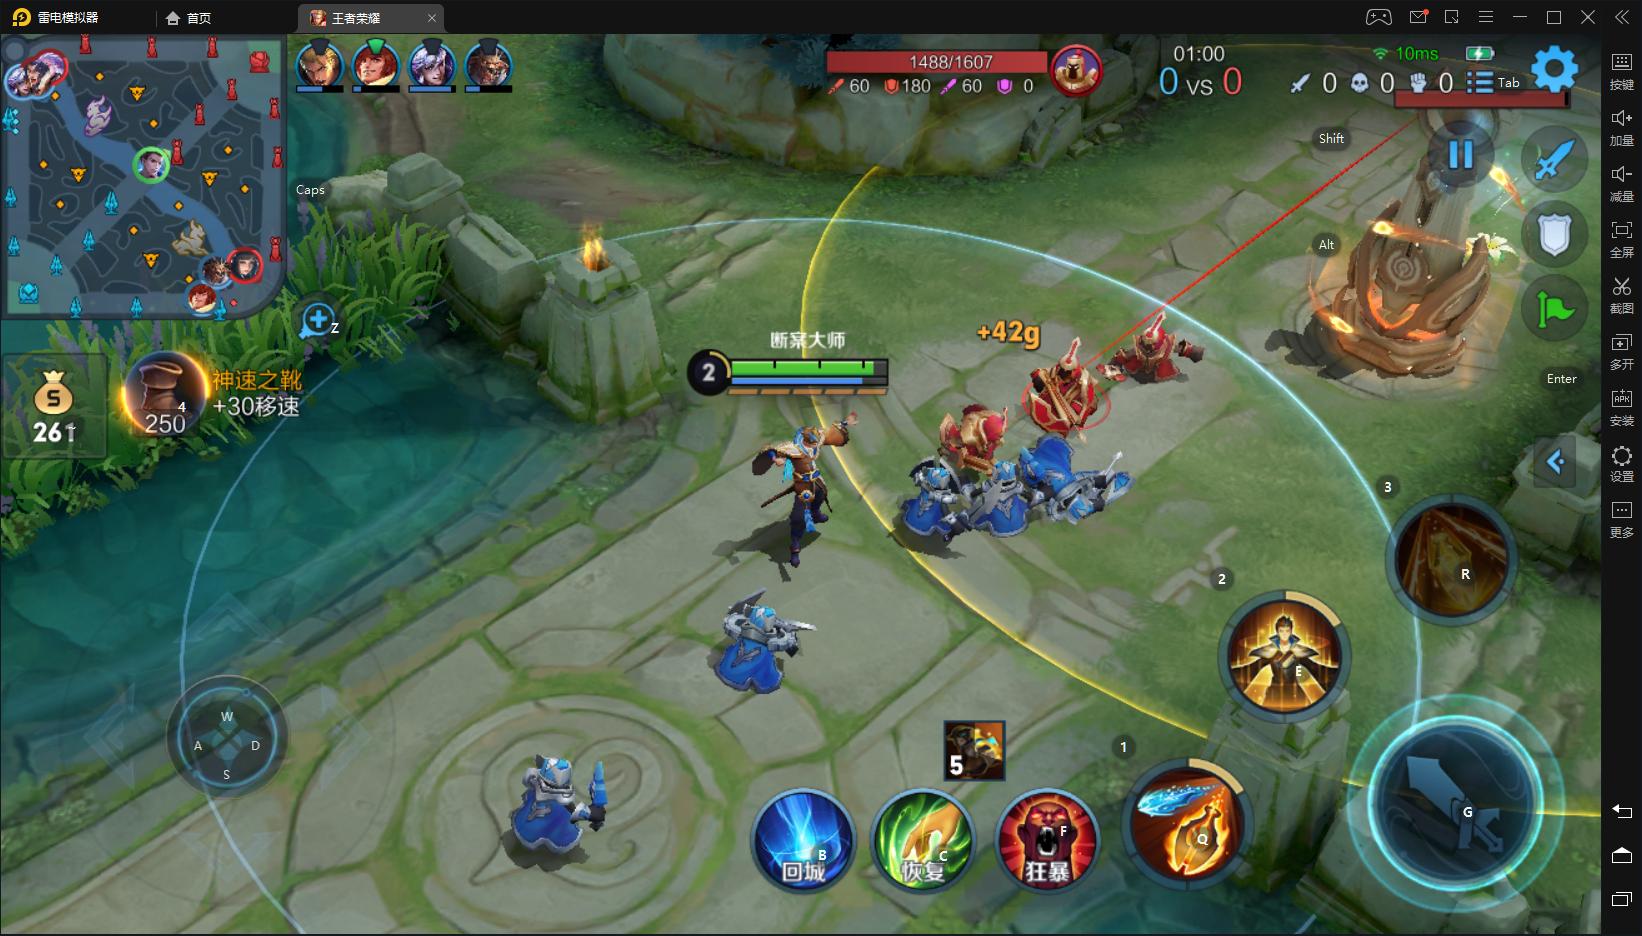 雷电模拟器
首页
王者荣耀
1488/1607
60 180 60 0
01:00
0 VS 0
10ms
0 0 0 Tab
Shift
Alt
Enter
Caps
Z
断案大师
2
+42g
神速之靴
+30移速
4
250
261
W
A D
S
3
R
2
E
1
Q
G
5
B
回城
C
恢复
F
狂暴
按键
加量
减量
全屏
截图
多开
APK
安装
设置
更多